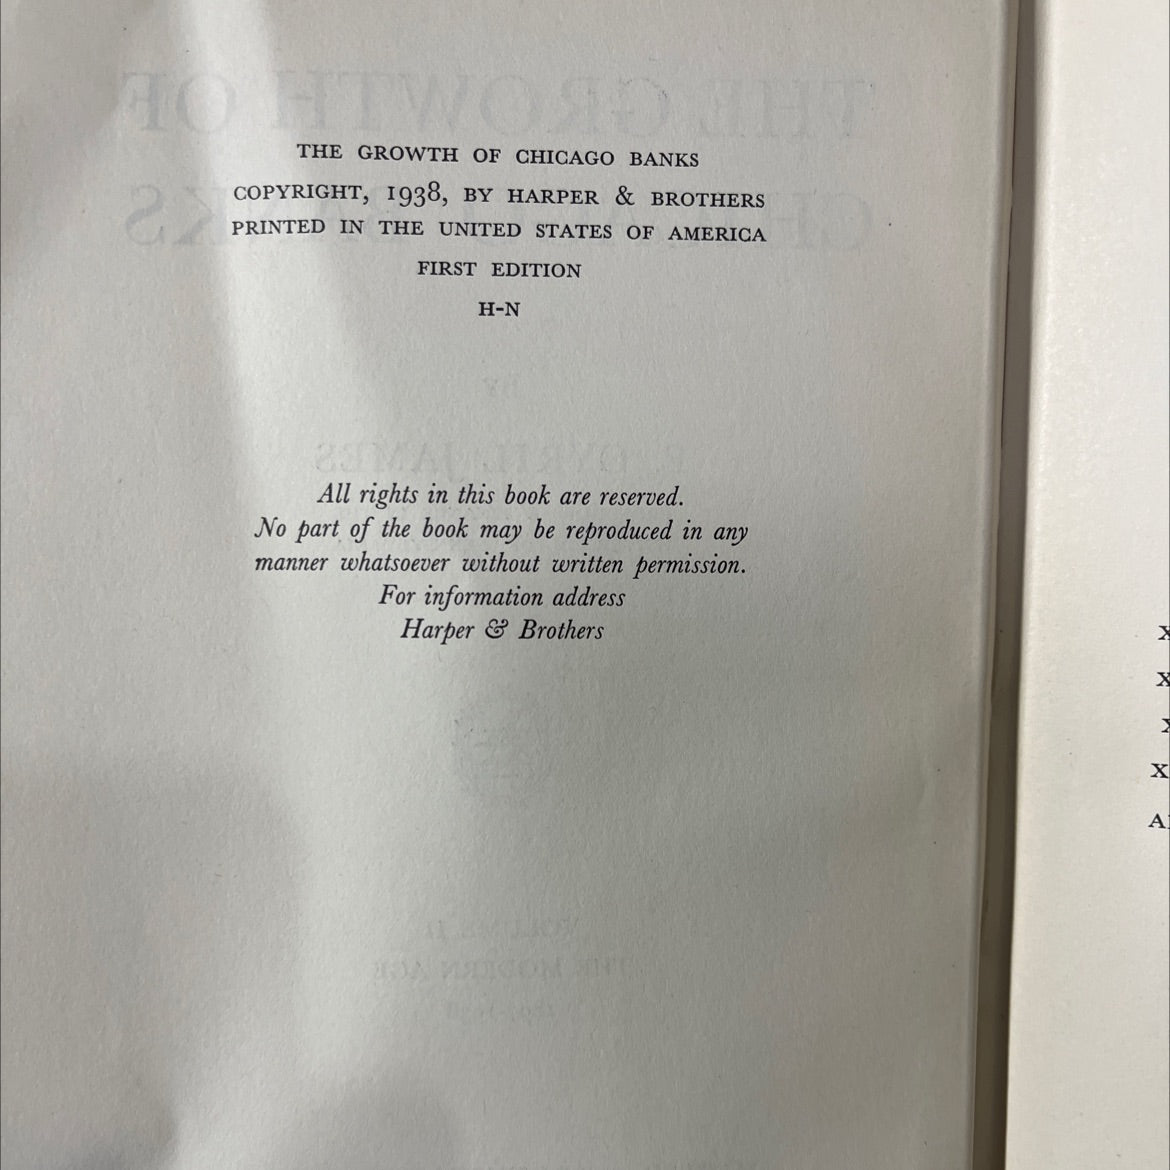 THE GROWTH OF CHICAGO BANKS
COPYRIGHT, 1938, BY HARPER & BROTHERS
PRINTED IN THE UNITED STATES OF AMERICA
FIRST EDITION
H-N
All rights in this book are reserved.
No part of the book may be reproduced in any
manner whatsoever without written permission.
For information address
Harper & Brothers